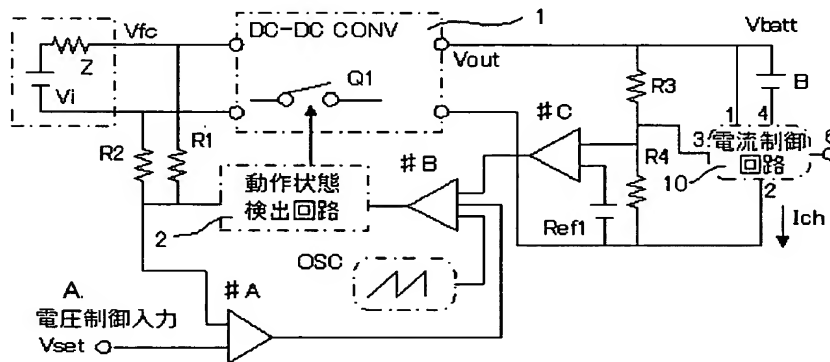 Vfc
DC-DC CONV
1
Vbatt
Z
Vi
Q1
Vout
R3
B
1
4
R2
R1
#C
3
電流制御
回路
6
10
2
R4
#B
動作状態
検出回路
2
Ref1
Ich
OSC
A.
電圧制御入力
Vset
#A